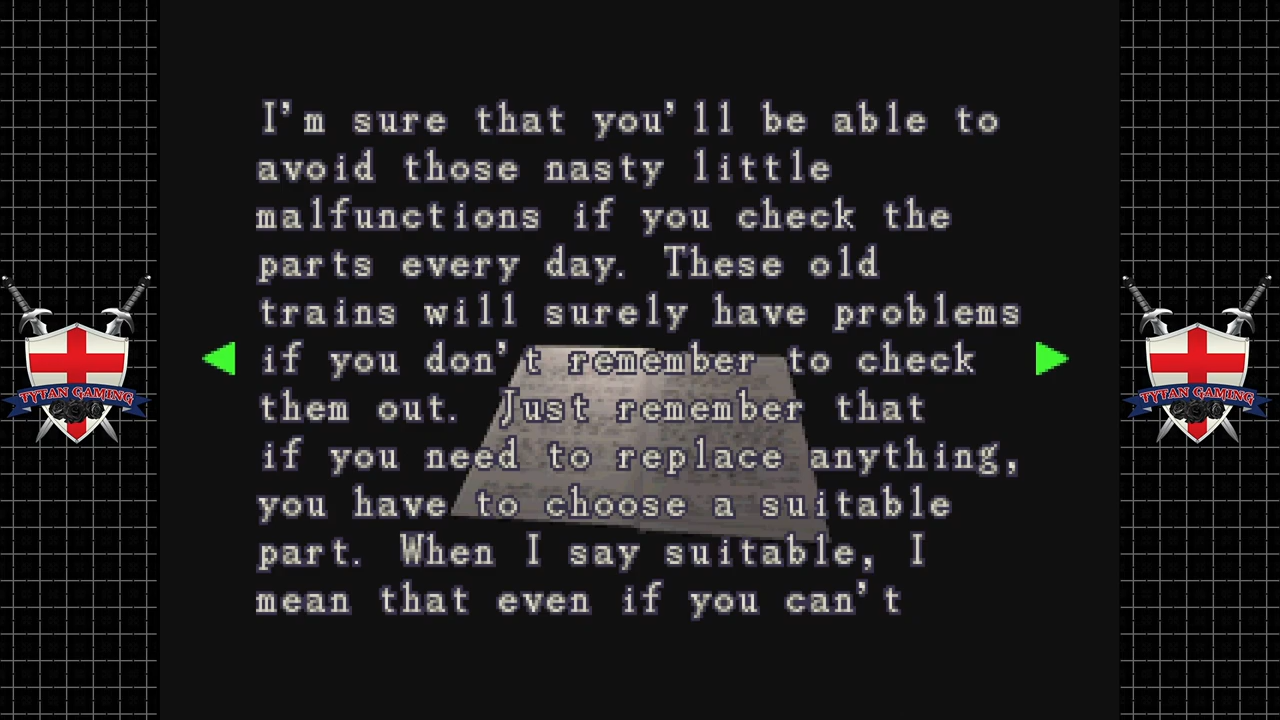 I'm sure that you'll be able to
avoid those nasty little
malfunctions if you check the
parts every day. These old
trains will surely have problems
if you don't remember to check
them out. Just remember that
if you need to replace anything,
you have to choose a suitable
part. When I say suitable, I
mean that even if you can't
TYTAN GAMING
TYTAN GAMING